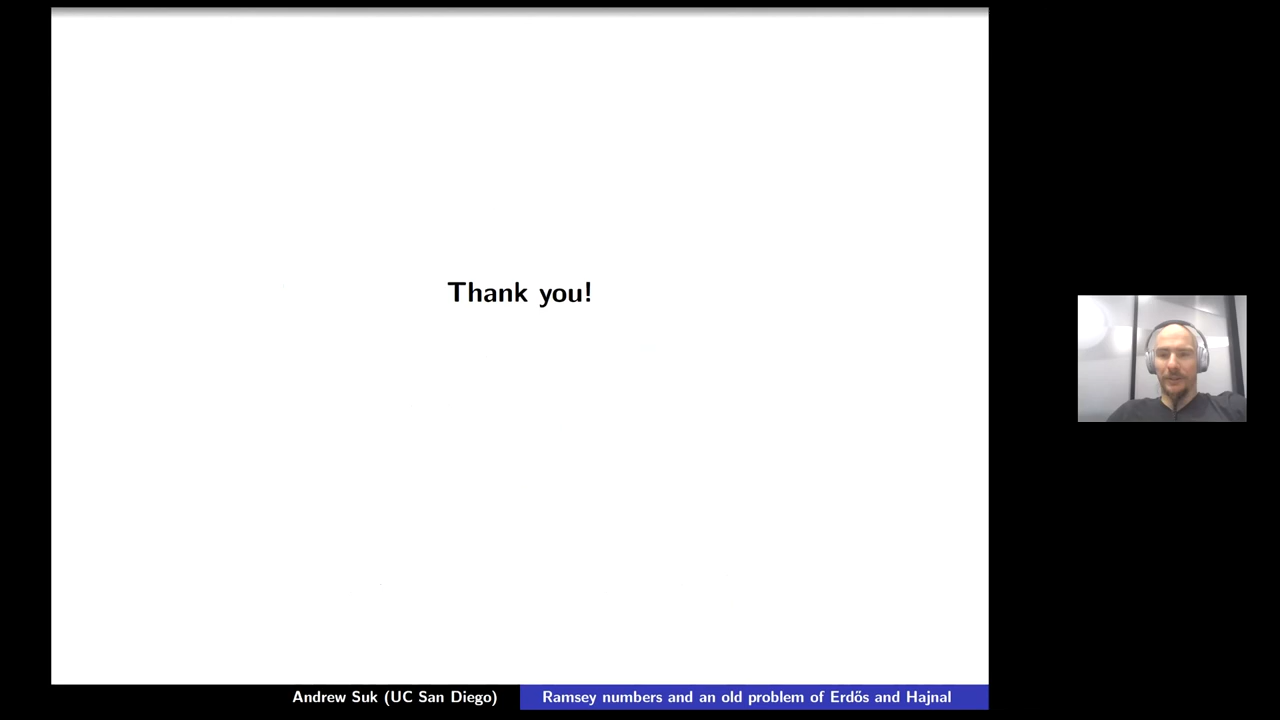 Thank you!
Andrew Suk (UC San Diego)
Ramsey numbers and an old problem of Erdős and Hajnal